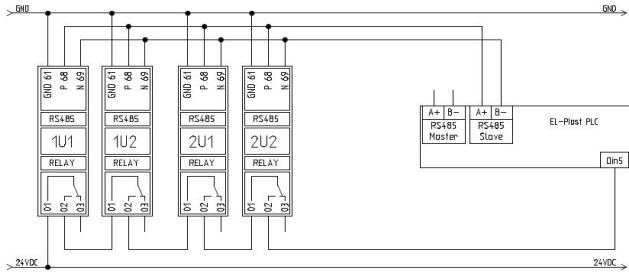 GND GND
GND 61 P 68 N 69 GND 61 P 68 N 69 GND 61 P 68 N 69 GND 61 P 68 N 69
RS485 RS485 RS485 RS485
1U1 1U2 2U1 2U2
RELAY RELAY RELAY RELAY
01 02 03 01 02 03 01 02 03 01 02 03
A+ B- A+ B-
RS485 RS485
Master Slave
El-Plast PLC
Din5
24VDC 24VDC